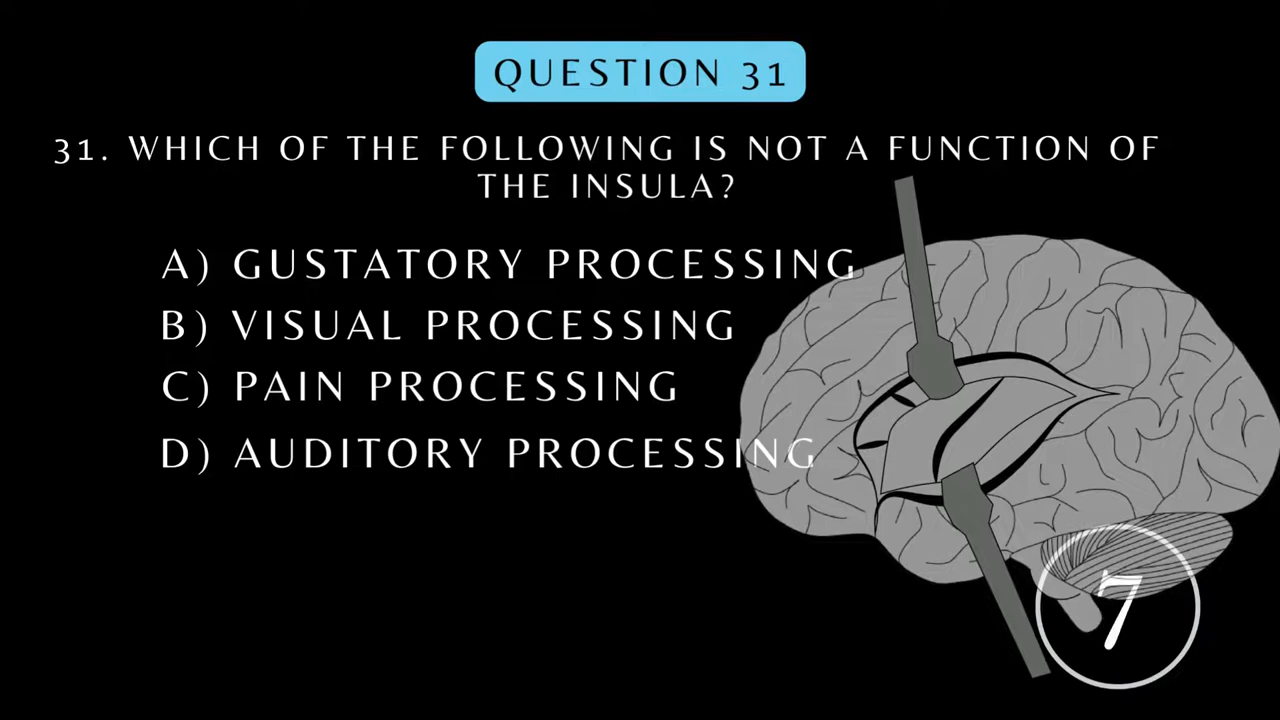 QUESTION 31
31. WHICH OF THE FOLLOWING IS NOT A FUNCTION OF
THE INSULA?
A) GUSTATORY PROCESSING
B) VISUAL PROCESSING
C) PAIN PROCESSING
D) AUDITORY PROCESSING
7